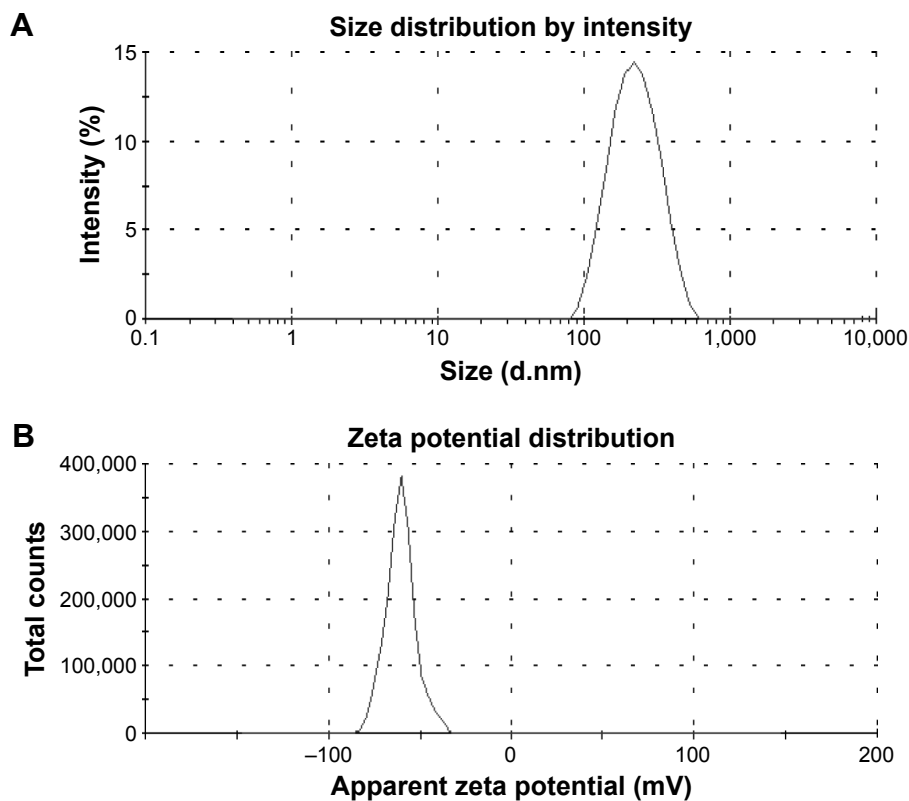 A
Size distribution by intensity
15
10
5
0
Intensity (%)
0.1 1 10 100 1,000 10,000
Size (d.nm)
B
Zeta potential distribution
400,000
300,000
200,000
100,000
0
Total counts
–100 0 100 200
Apparent zeta potential (mV)